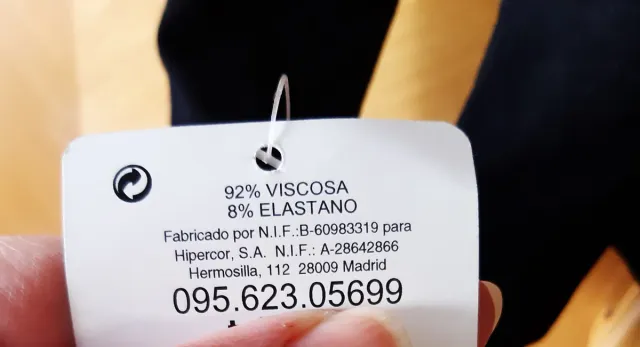 92% VISCOSA
8% ELASTANO
Fabricado por N.I.F.:B-60983319 para
Hipercor, S.A. N.I.F.: A-28642866
Hermosilla, 112 28009 Madrid
095.623.05699